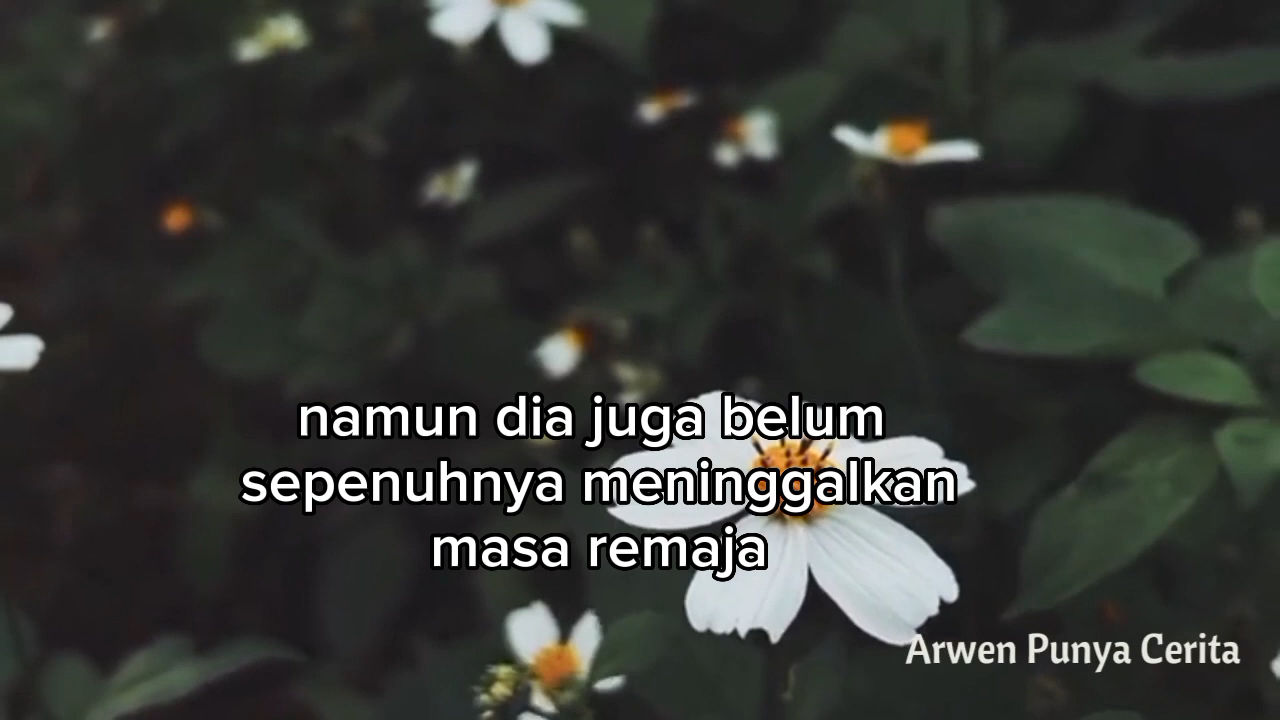 namun dia juga belum
sepenuhnya meninggalkan
masa remaja
Arwen Punya Cerita